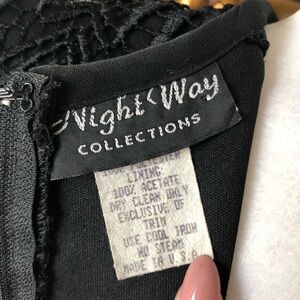 Night Way
COLLECTIONS
LINING:
100% ACETATE
DRY CLEAN ONLY
EXCLUSIVE OF
TRIM
USE COOL IRON
NO STEAM
MADE IN U.S.A